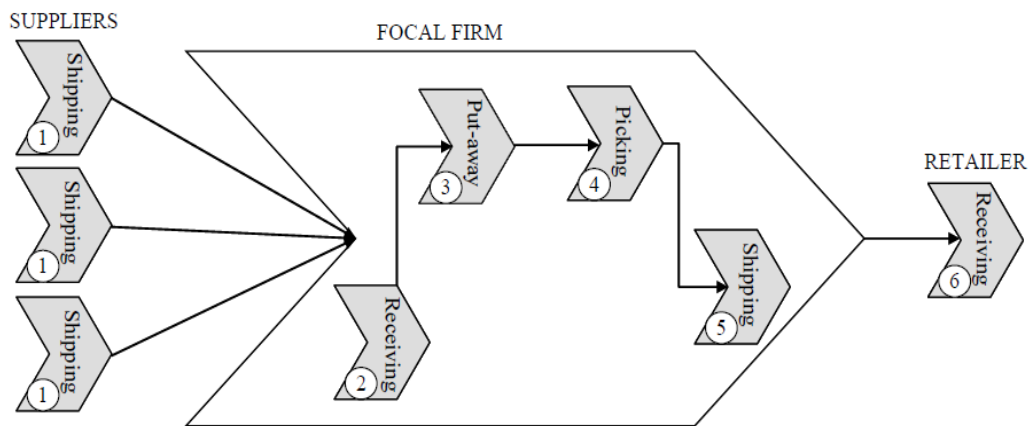 SUPPLIERS
FOCAL FIRM
RETAILER
Shipping
1
Shipping
1
Shipping
1
Receiving
2
Put-away
3
Picking
4
Shipping
5
Receiving
6